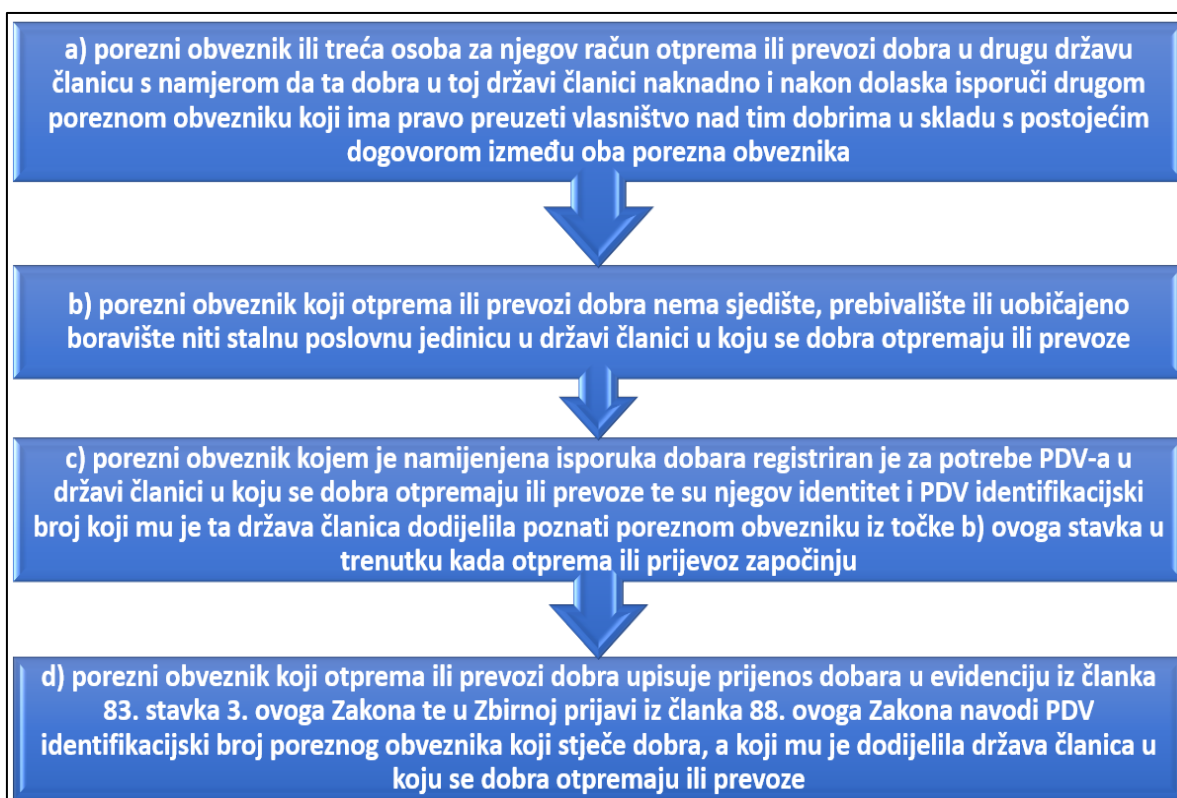 a) porezni obveznik ili treća osoba za njegov račun otprema ili prevozi dobra u drugu državu
članicu s namjerom da ta dobra u toj državi članici naknadno i nakon dolaska isporuči drugom
poreznom obvezniku koji ima pravo preuzeti vlasništvo nad tim dobrima u skladu s postojećim
dogovorom između oba porezna obveznika
b) porezni obveznik koji otprema ili prevozi dobra nema sjedište, prebivalište ili uobičajeno
boravište niti stalnu poslovnu jedinicu u državi članici u koju se dobra otpremaju ili prevoze
c) porezni obveznik kojem je namijenjena isporuka dobara registriran je za potrebe PDV-a u
državi članici u koju se dobra otpremaju ili prevoze te su njegov identitet i PDV identifikacijski
broj koji mu je ta država članica dodijelila poznati poreznom obvezniku iz točke b) ovoga stavka u
trenutku kada otprema ili prijevoz započinju
d) porezni obveznik koji otprema ili prevozi dobra upisuje prijenos dobara u evidenciju iz članka
83. stavka 3. ovoga Zakona te u Zbirnoj prijavi iz članka 88. ovoga Zakona navodi PDV
identifikacijski broj poreznog obveznika koji stječe dobra, a koji mu je dodijelila država članica u
koju se dobra otpremaju ili prevoze